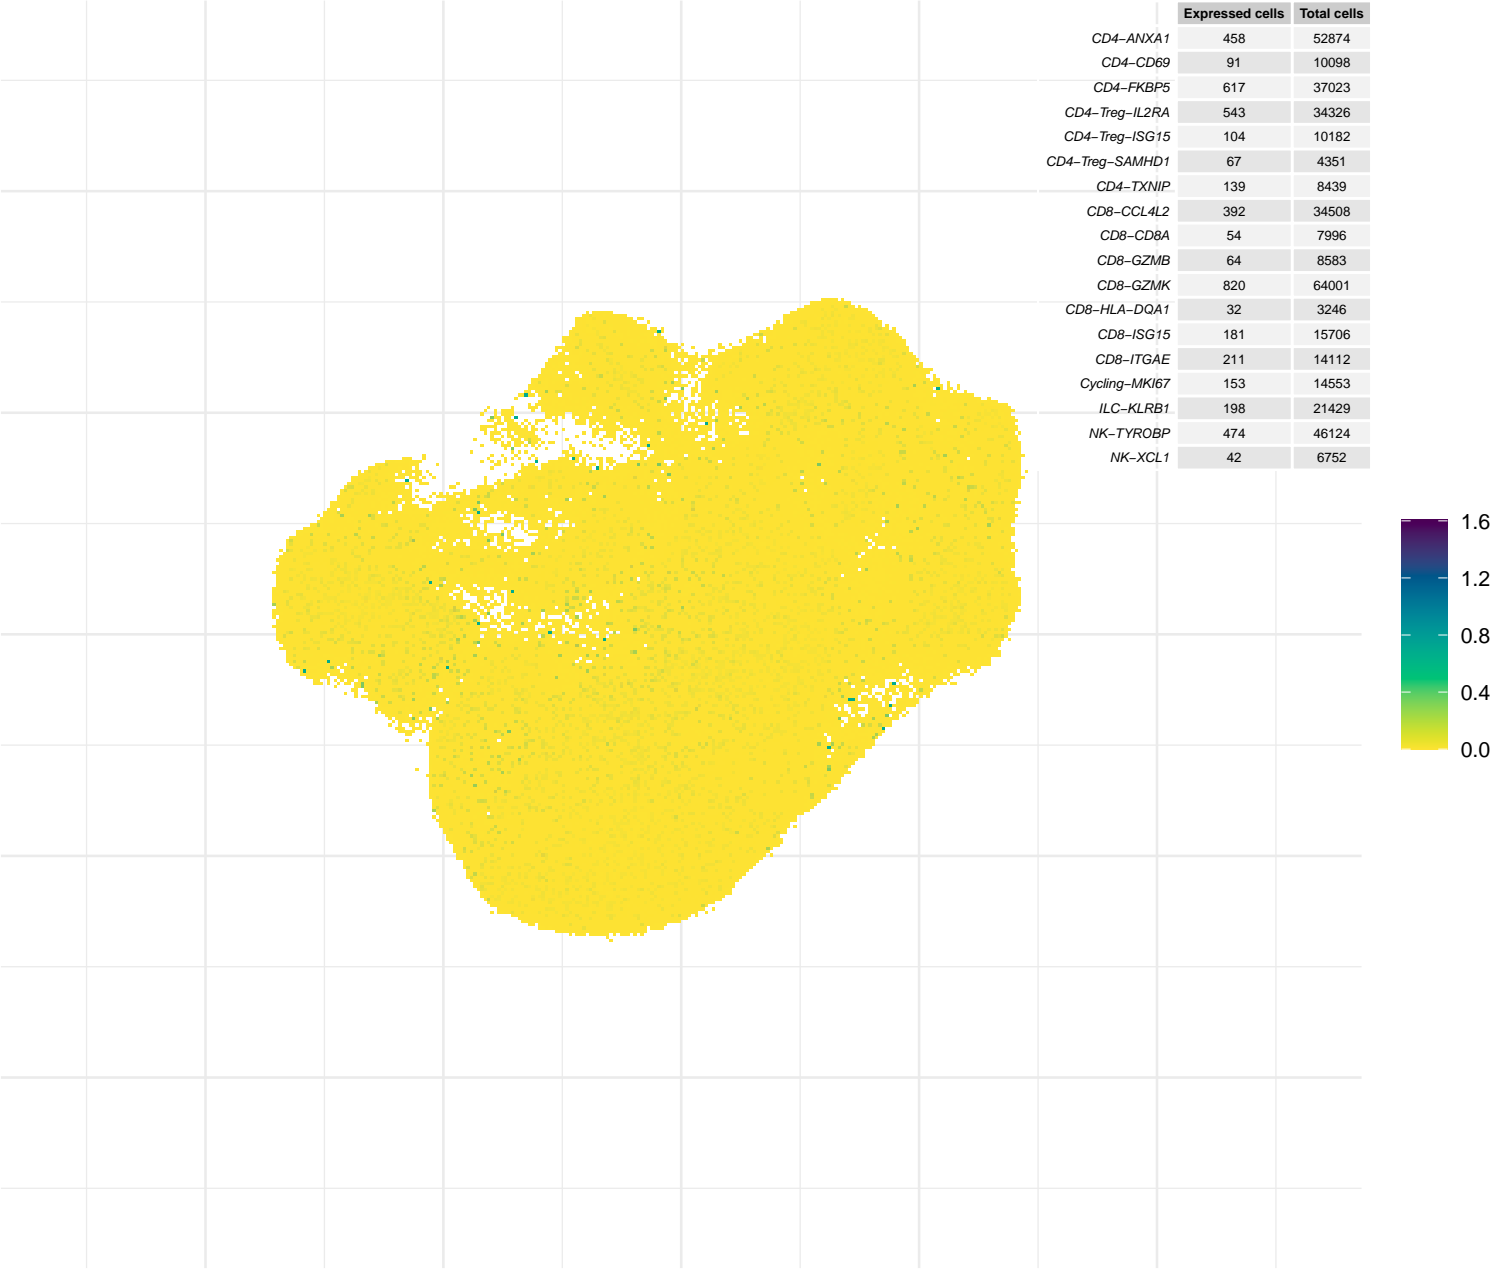 Expressed cells Total cells
CD4−ANXA1 458 52874
CD4−CD69 91 10098
CD4−FKBP5 617 37023
CD4−Treg−IL2RA 543 34326
CD4−Treg−ISG15 104 10182
CD4−Treg−SAMHD1 67 4351
CD4−TXNIP 139 8439
CD8−CCL4L2 392 34508
CD8−CD8A 54 7996
CD8−GZMB 64 8583
CD8−GZMK 820 64001
CD8−HLA−DQA1 32 3246
CD8−ISG15 181 15706
CD8−ITGAE 211 14112
Cycling−MKI67 153 14553
ILC−KLRB1 198 21429
NK−TYROBP 474 46124
NK−XCL1 42 6752
1.6
1.2
0.8
0.4
0.0